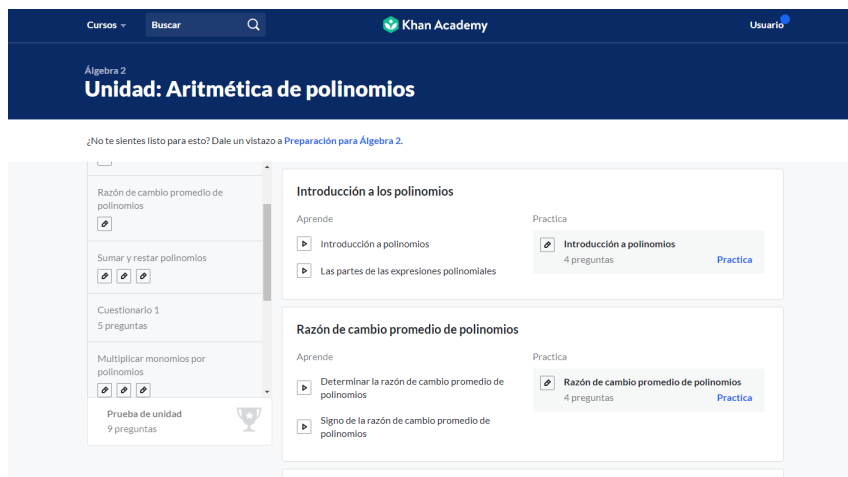 Cursos
Buscar
Khan Academy
Usuario
Álgebra 2
Unidad: Aritmética de polinomios
¿No te sientes listo para esto? Dale un vistazo a Preparación para Álgebra 2.
Razón de cambio promedio de
polinomios
Sumar y restar polinomios
Cuestionario 1
5 preguntas
Multiplicar monomios por
polinomios
Prueba de unidad
9 preguntas
Introducción a los polinomios
Aprende
Introducción a polinomios
Las partes de las expresiones polinomiales
Practica
Introducción a polinomios
4 preguntas
Practica
Razón de cambio promedio de polinomios
Aprende
Determinar la razón de cambio promedio de
polinomios
Signo de la razón de cambio promedio de
polinomios
Practica
Razón de cambio promedio de polinomios
4 preguntas
Practica